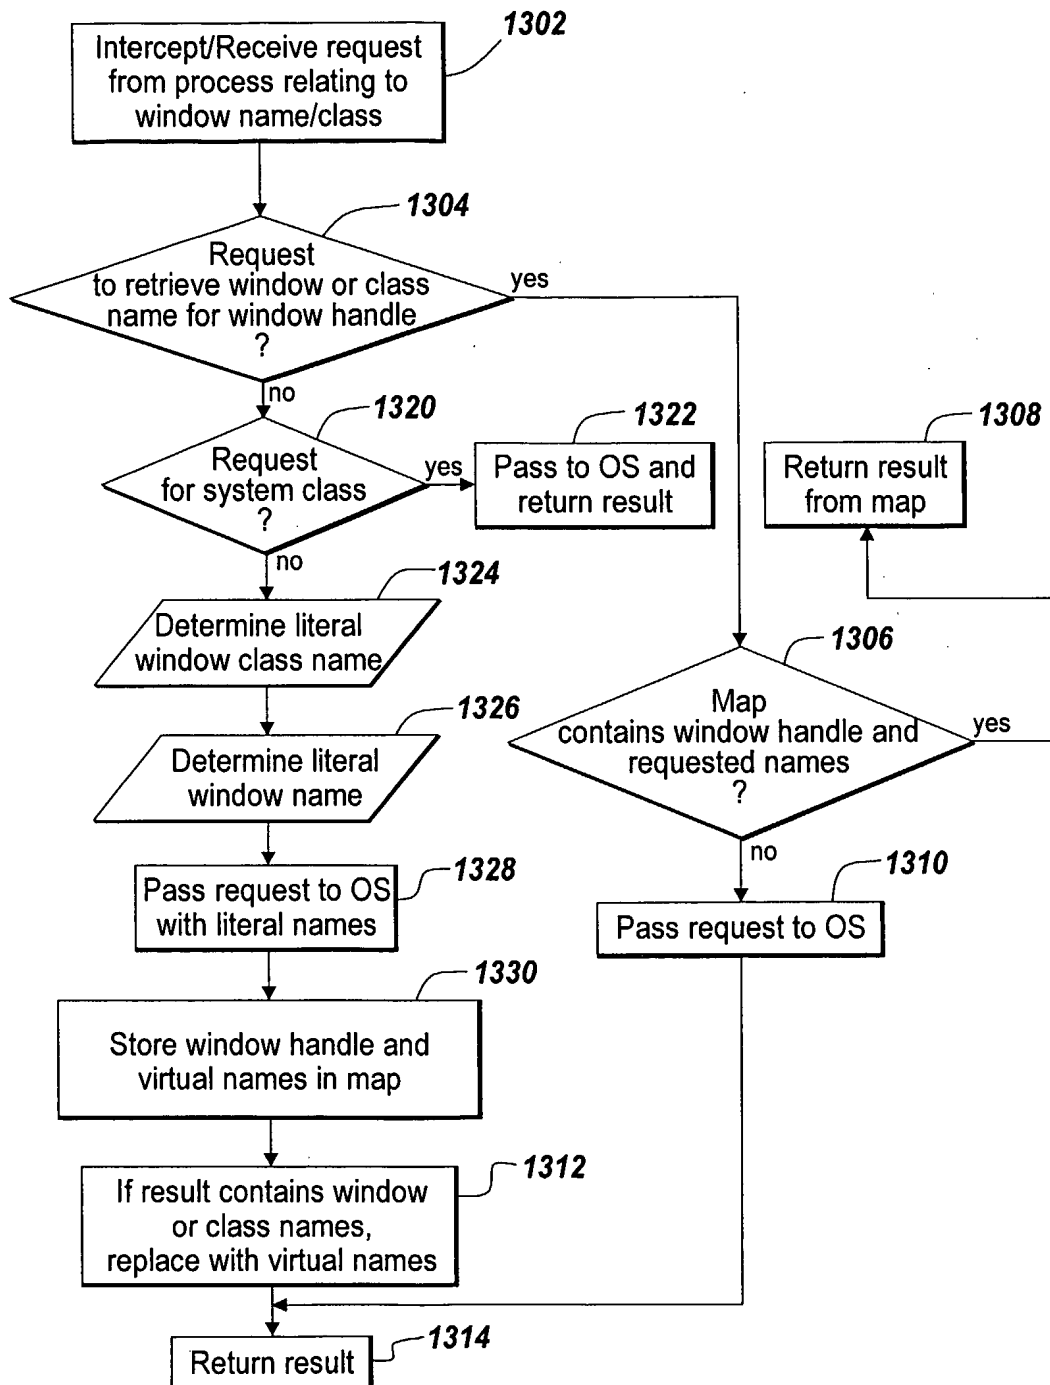 1302
Intercept/Receive request
from process relating to
window name/class
1304
Request
to retrieve window or class
name for window handle
?
yes
no
1320
Request
for system class
?
yes
no
1322
Pass to OS and
return result
1308
Return result
from map
1324
Determine literal
window class name
1306
Map
contains window handle and
requested names
?
yes
no
1326
Determine literal
window name
1328
Pass request to OS
with literal names
1310
Pass request to OS
1330
Store window handle and
virtual names in map
1312
If result contains window
or class names,
replace with virtual names
1314
Return result